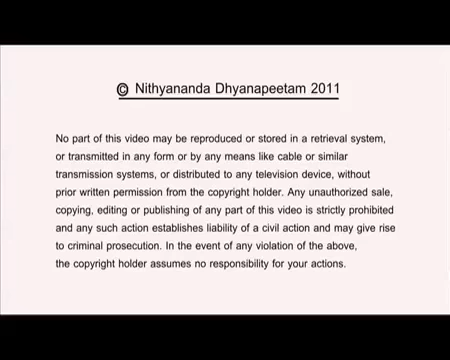 © Nithyananda Dhyanapeetam 2011
No part of this video may be reproduced or stored in a retrieval system,
or transmitted in any form or by any means like cable or similar
transmission systems, or distributed to any television device, without
prior written permission from the copyright holder. Any unauthorized sale,
copying, editing or publishing of any part of this video is strictly prohibited
and any such action establishes liability of a civil action and may give rise
to criminal prosecution. In the event of any violation of the above,
the copyright holder assumes no responsibility for your actions.